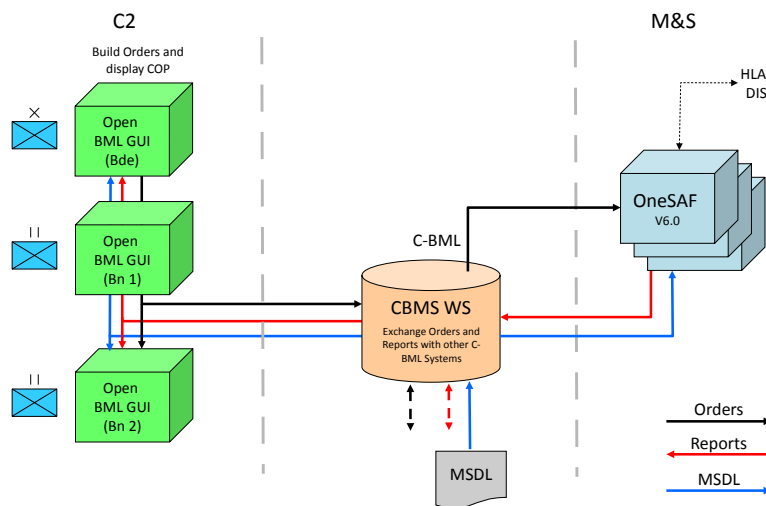 C2
M&S
Build Orders and
display COP
HLA
DIS
Open
BML GUI
(Bde)
OneSAF
V6.0
Open
BML GUI
(Bn 1)
C-BML
CBMS WS
Exchange Orders and
Reports with other C-
BML Systems
Open
BML GUI
(Bn 2)
Orders
Reports
MSDL
MSDL